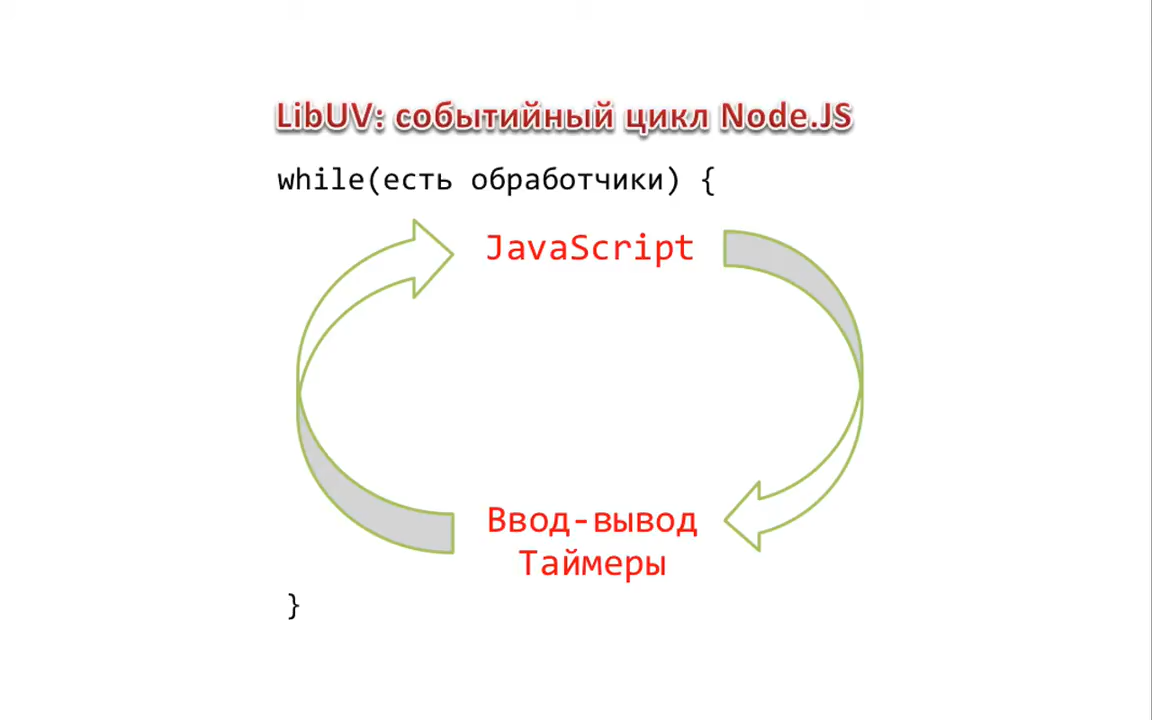 LibUV: событийный цикл Node.JS
while(есть обработчики) {
JavaScript
Ввод-вывод
Таймеры
}